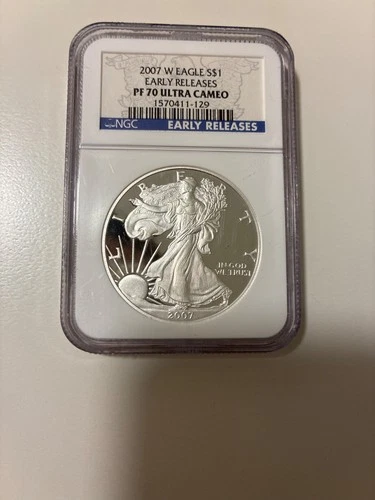 2007 W EAGLE S$1
EARLY RELEASES
PF 70 ULTRA CAMEO
1570411-129
NGC EARLY RELEASES
LIBERTY
IN GOD
WE TRUST
2007